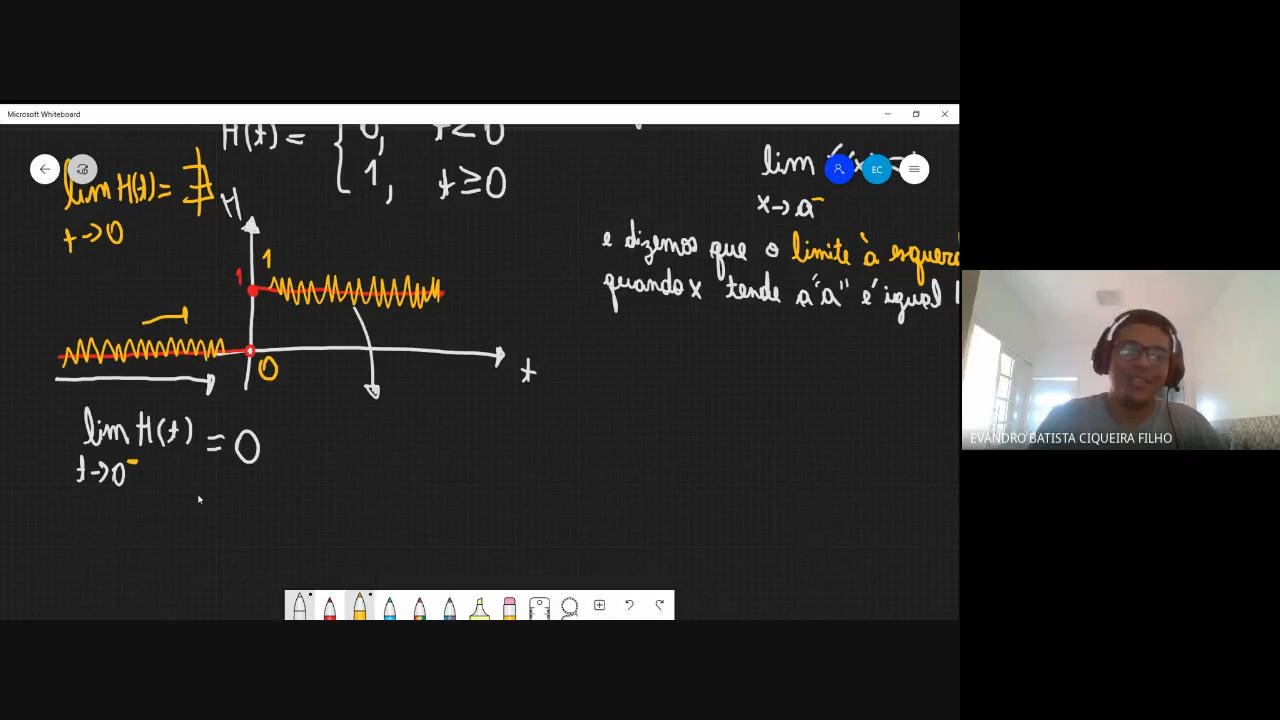 Microsoft Whiteboard
H(t) = { 0, t < 0
1, t ≥ 0
lim H(t) = ∄
t → 0
H
1
1
0
t
lim H(t) = 0
t → 0⁻
lim
x → a⁻
EC
e dizemos que o limite à
quando x tende a "a" é igual
EVANDRO BATISTA CIQUEIRA FILHO